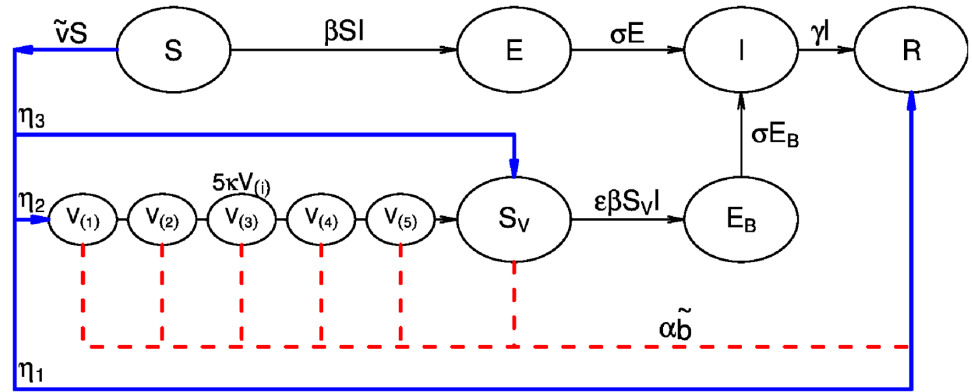 ṽS
S
βSI
E
σE
I
γI
R
η₃
σE_B
η₂
5κV₍ᵢ₎
V₍₁₎
V₍₂₎
V₍₃₎
V₍₄₎
V₍₅₎
S_V
εβS_VI
E_B
αb̃
η₁